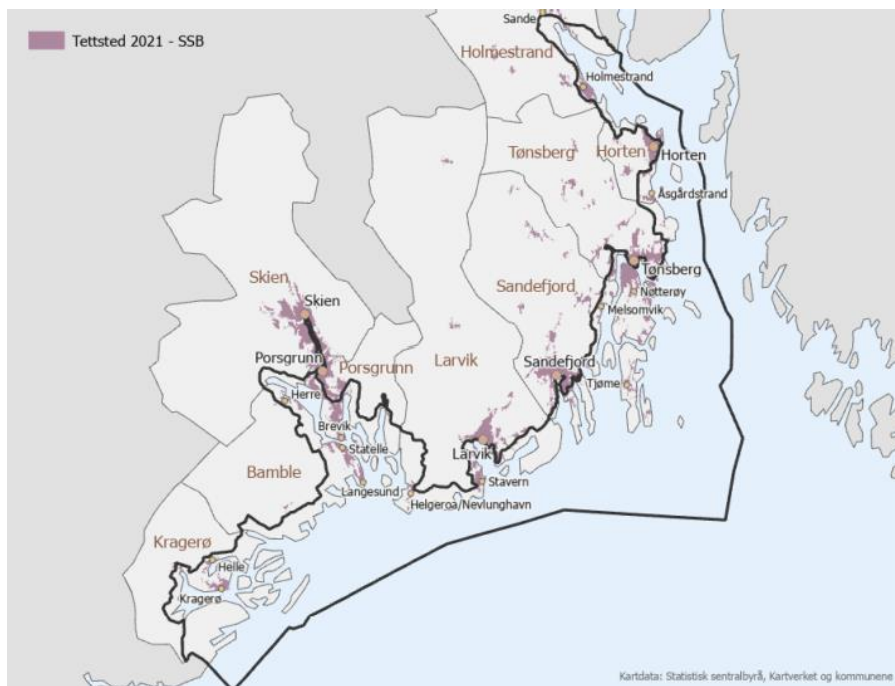 Tettsted 2021 - SSB
Sande
Holmestrand
Holmestrand
Tønsberg
Horten
Horten
Åsgårdstrand
Skien
Skien
Sandefjord
Tønsberg
Nøtterøy
Melsomvik
Porsgrunn
Porsgrunn
Larvik
Sandefjord
Tjøme
Herre
Brevik
Statelle
Larvik
Bamble
Langesund
Stavern
Helgeroa/Nevlunghavn
Kragerø
Helle
Kragerø
Kartdata: Statistisk sentralbyrå, Kartverket og kommunene